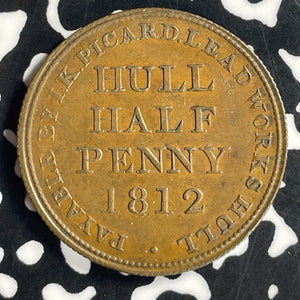 PAYABLE BY I.K.PICARD.LEAD WORKS HULL.
HULL
HALF
PENNY
1812